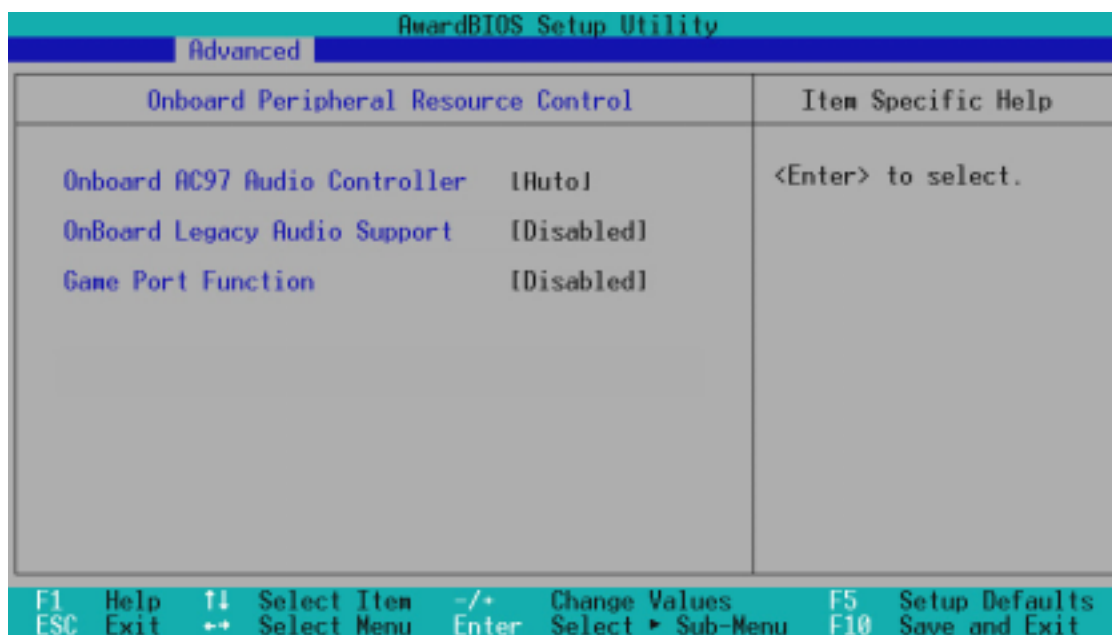 AwardBIOS Setup Utility
Advanced
Onboard Peripheral Resource Control
Item Specific Help
Onboard AC97 Audio Controller [Auto]
<Enter> to select.
OnBoard Legacy Audio Support [Disabled]
Game Port Function [Disabled]
F1 Help ↑↓ Select Item -/+ Change Values F5 Setup Defaults
ESC Exit ←→ Select Menu Enter Select ► Sub-Menu F10 Save and Exit